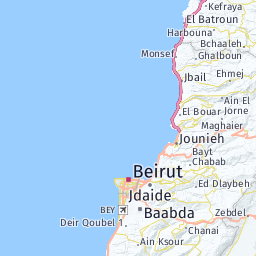 Kefraya
El Batroun
Harbouna
Bchaaleh,
Monsef
Ghalboun
Jbail
Ehmej
Ain El
El Bouar
Jorne
Maghaier
Jounieh
Bayt
Chabab
Beirut
Ed Dlaybeh
Jdaide
BEY
Baabda
Zebdel
Deir Qoubel 1
Chanai
Ain Ksour